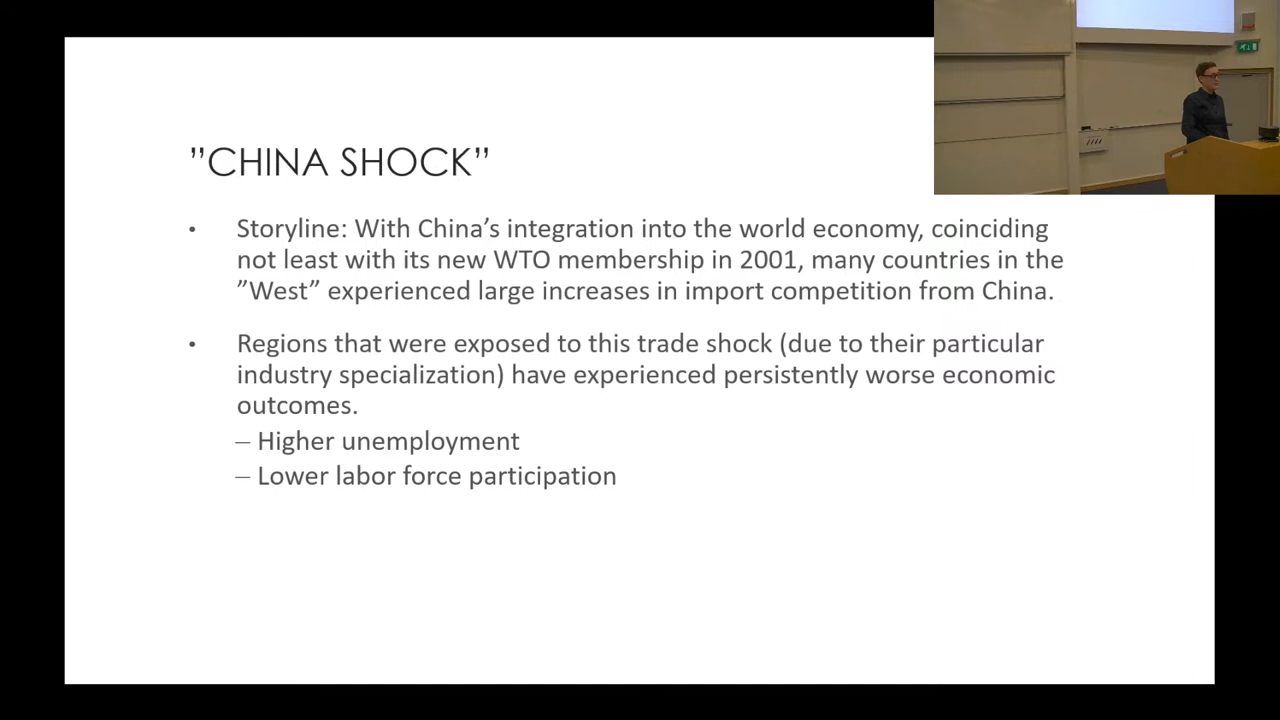 ”CHINA SHOCK”
• Storyline: With China’s integration into the world economy, coinciding
not least with its new WTO membership in 2001, many countries in the
”West” experienced large increases in import competition from China.
• Regions that were exposed to this trade shock (due to their particular
industry specialization) have experienced persistently worse economic
outcomes.
– Higher unemployment
– Lower labor force participation